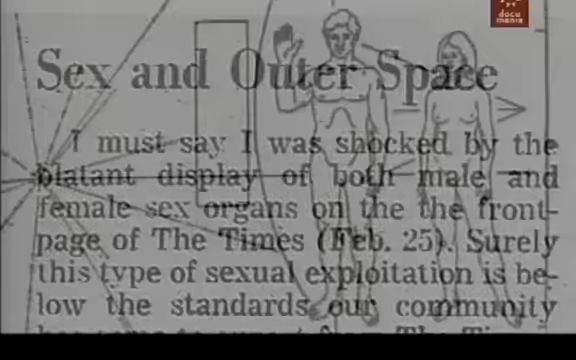 docu
mania
Sex and Outer Space
I must say I was shocked by the
blatant display of both male and
female sex organs on the the front-
page of The Times (Feb. 25). Surely
this type of sexual exploitation is be-
low the standards our community